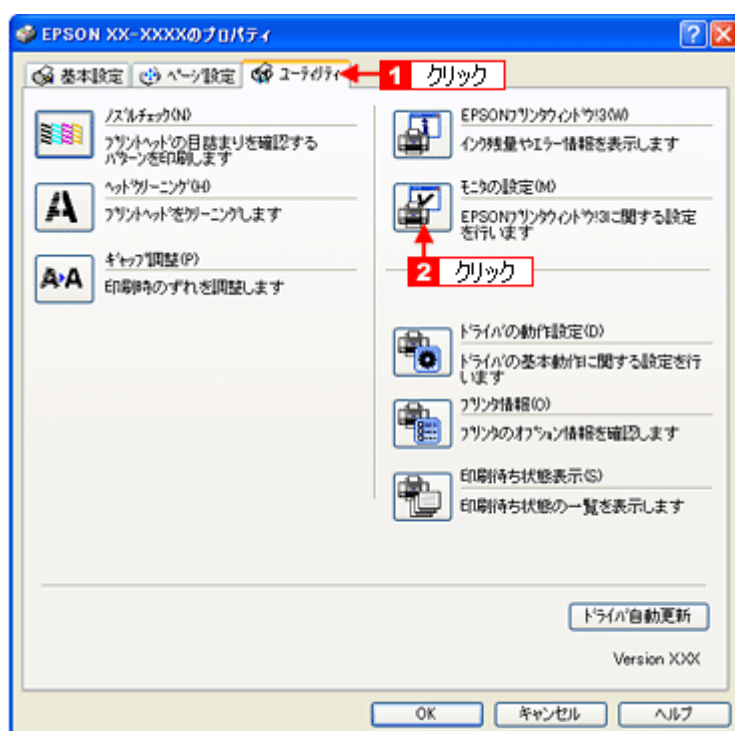 EPSON XX-XXXXのプロパティ
基本設定 ページ設定 ユーティリティ 1 クリック
ノズルチェック(N)
プリントヘッドの目詰まりを確認する
パターンを印刷します
ヘッドクリーニング(H)
プリントヘッドをクリーニングします
ギャップ調整(P)
印刷時のずれを調整します
EPSONプリンタウィンドウ!3(W)
インク残量やエラー情報を表示します
モニタの設定(M)
EPSONプリンタウィンドウ!3に関する設定
を行います
2 クリック
ドライバの動作設定(D)
ドライバの基本動作に関する設定を行
います
プリンタ情報(O)
プリンタのオプション情報を確認します
印刷待ち状態表示(S)
印刷待ち状態の一覧を表示します
ドライバ自動更新
Version XXX
OK キャンセル ヘルプ